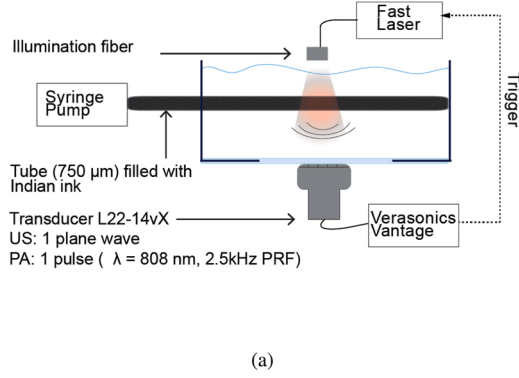 Fast
Laser
Illumination fiber
Syringe
Pump
Trigger
Tube (750 μm) filled with
Indian ink
Transducer L22-14vX
US: 1 plane wave
PA: 1 pulse ( λ = 808 nm, 2.5kHz PRF)
Verasonics
Vantage
(a)